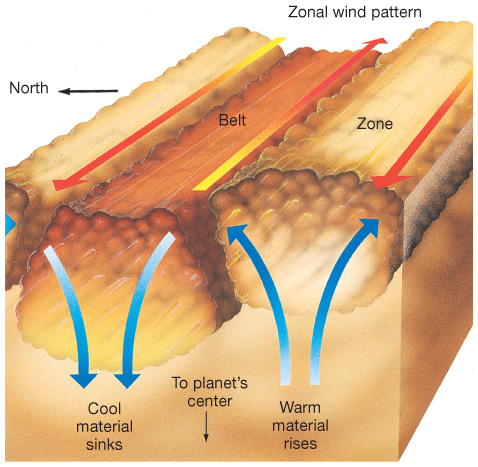 Zonal wind pattern
North
Belt
Zone
To planet's
center
Cool
material
sinks
Warm
material
rises